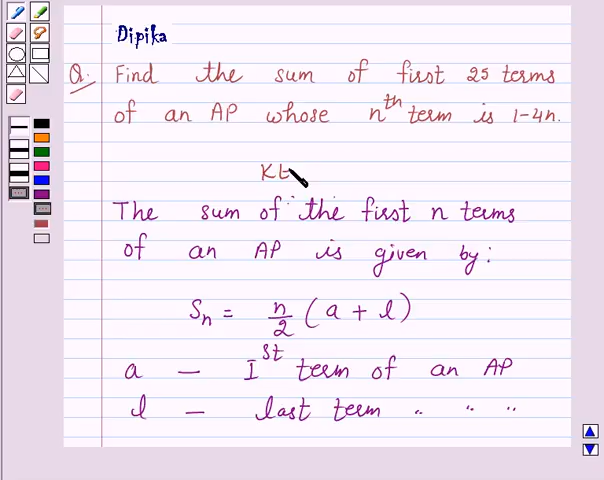 Dipika
Q. Find the sum of first 25 terms
of an AP whose nth term is 1-4n.
Kt
The sum of the first n terms
of an AP is given by:
Sn = n/2 (a + l)
a — Ist term of an AP
l — last term " " "